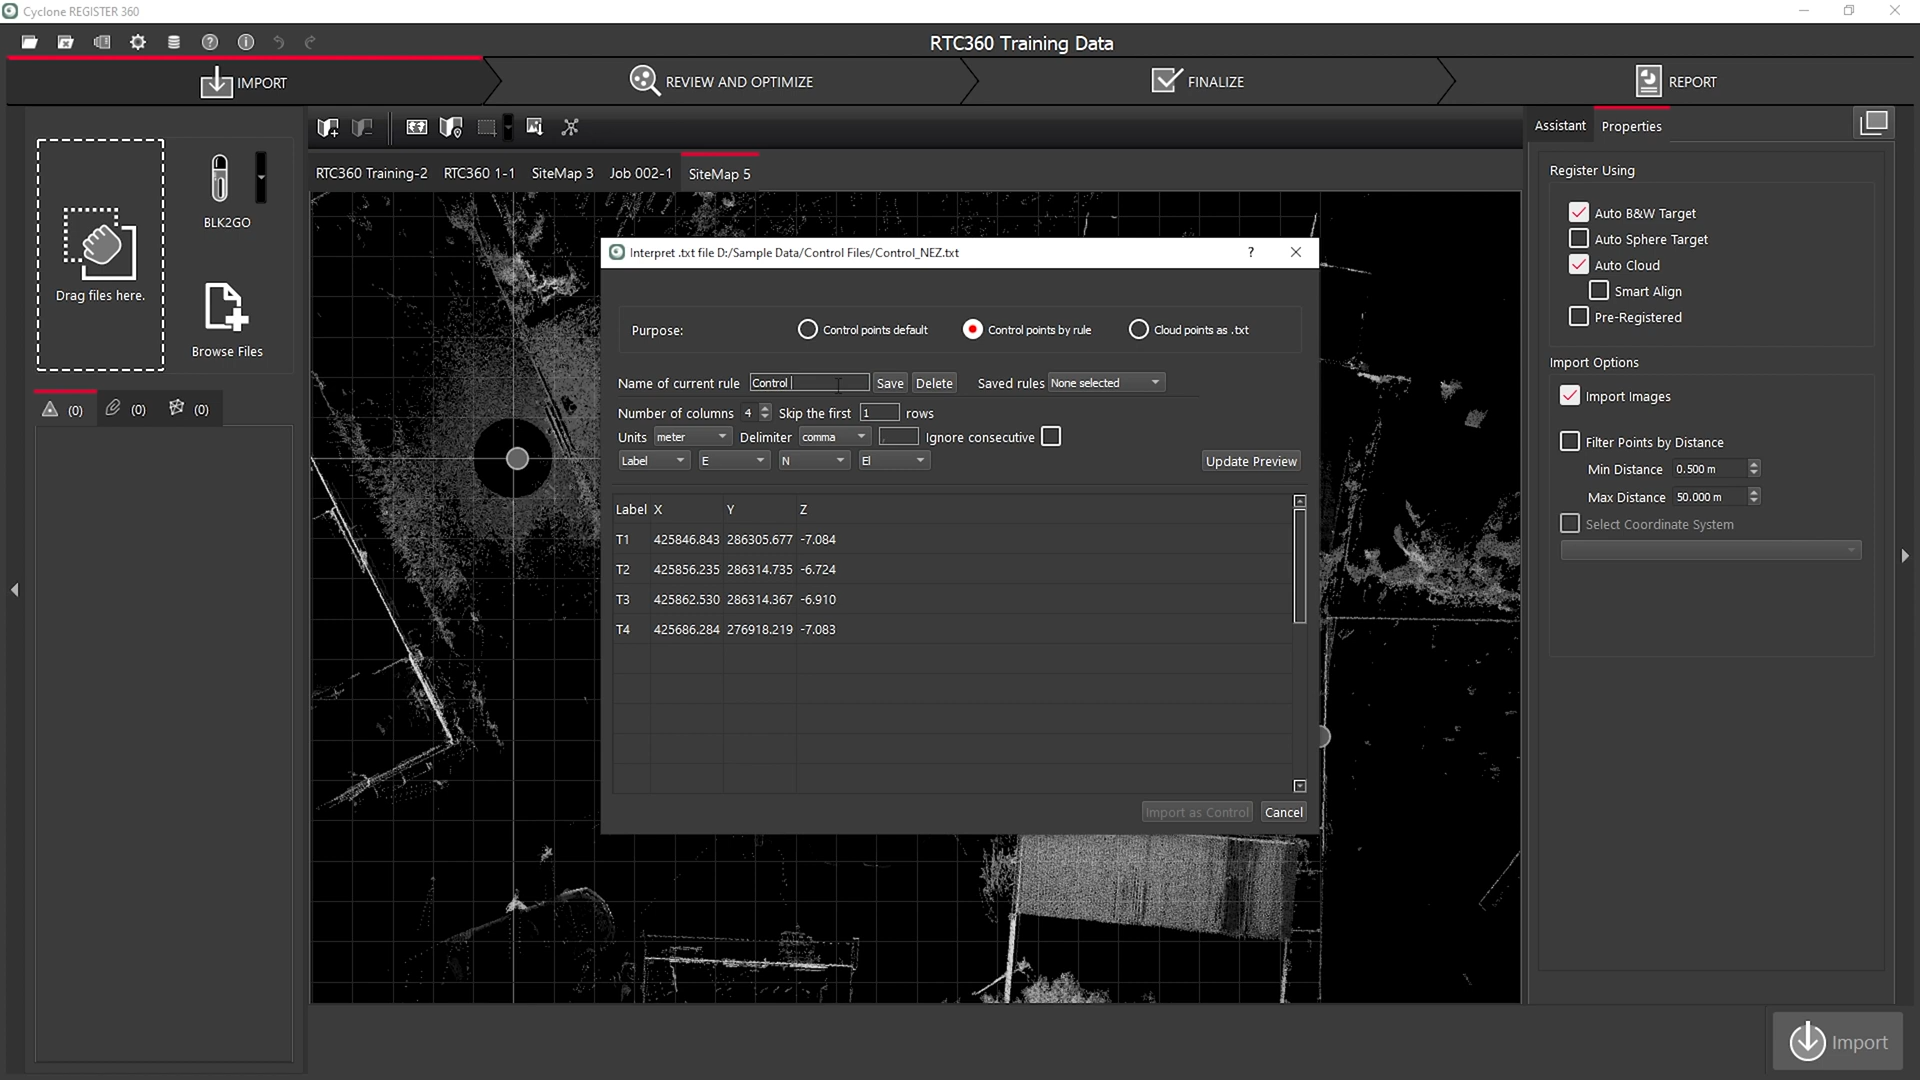 Cyclone REGISTER 360
RTC360 Training Data
IMPORT
REVIEW AND OPTIMIZE
FINALIZE
REPORT
Drag files here.
BLK2GO
Browse Files
(0)
(0)
(0)
RTC360 Training-2
RTC360 1-1
SiteMap 3
Job 002-1
SiteMap 5
Interpret .txt file D:/Sample Data/Control Files/Control_NEZ.txt
?
Purpose:
Control points default
Control points by rule
Cloud points as .txt
Name of current rule
Control
Save
Delete
Saved rules
None selected
Number of columns 4
Skip the first 1 rows
Units meter
Delimiter comma
,
Ignore consecutive
Label
E
N
El
Update Preview
Label X Y Z
T1 425846.843 286305.677 -7.084
T2 425856.235 286314.735 -6.724
T3 425862.530 286314.367 -6.910
T4 425686.284 276918.219 -7.083
Import as Control
Cancel
Assistant
Properties
Register Using
Auto B&W Target
Auto Sphere Target
Auto Cloud
Smart Align
Pre-Registered
Import Options
Import Images
Filter Points by Distance
Min Distance 0.500 m
Max Distance 50.000 m
Select Coordinate System
Import